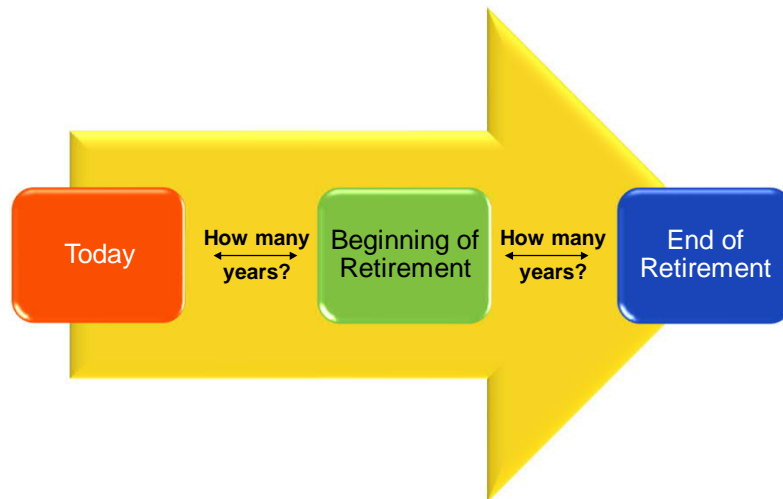 Today
How many
years?
Beginning of
Retirement
How many
years?
End of
Retirement